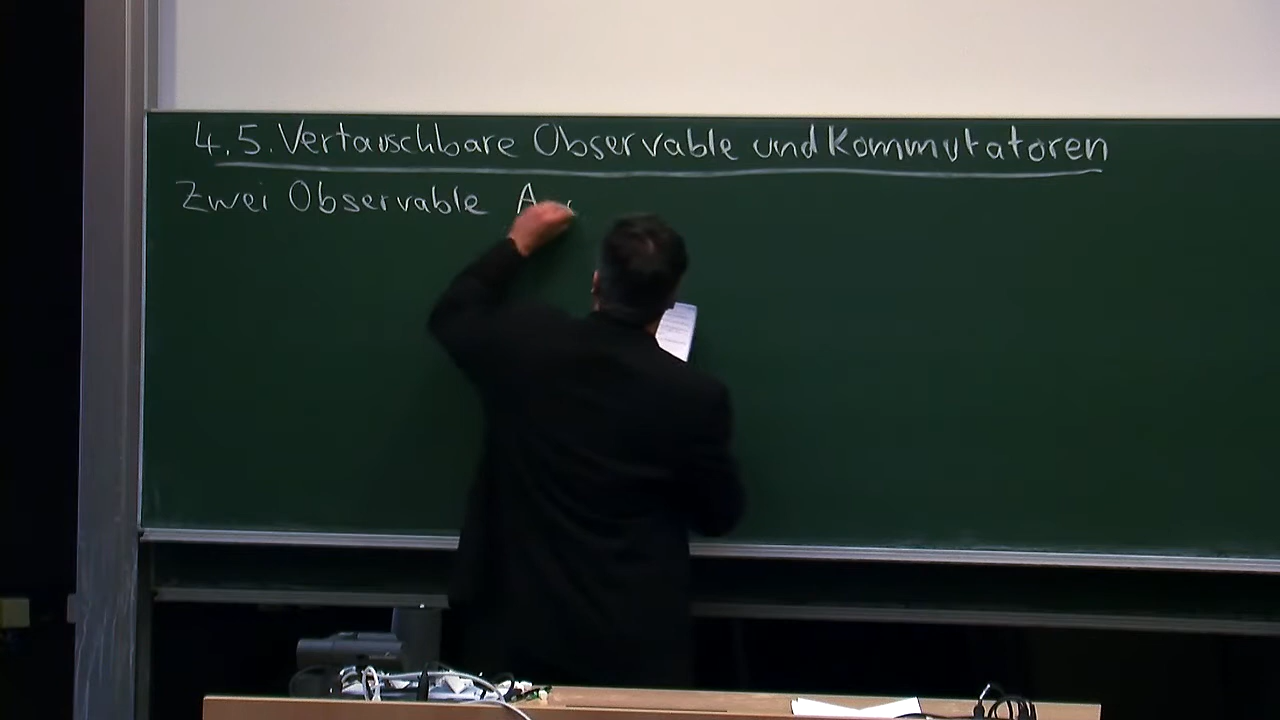 4.5. Vertauschbare Observable und Kommutatoren
Zwei Observable A